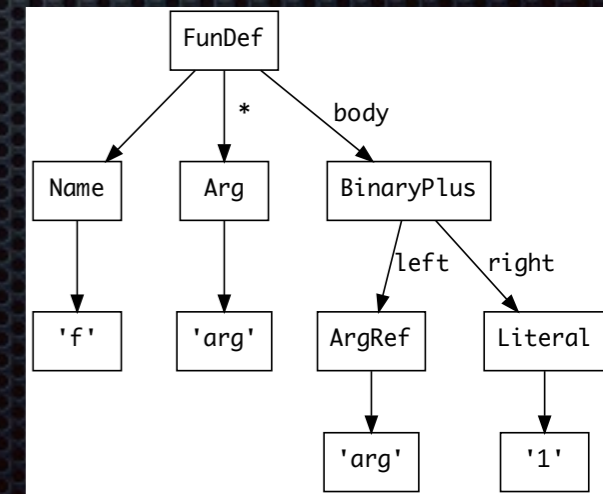 FunDef
* body
Name Arg BinaryPlus
left right
'f' 'arg' ArgRef Literal
'arg' '1'